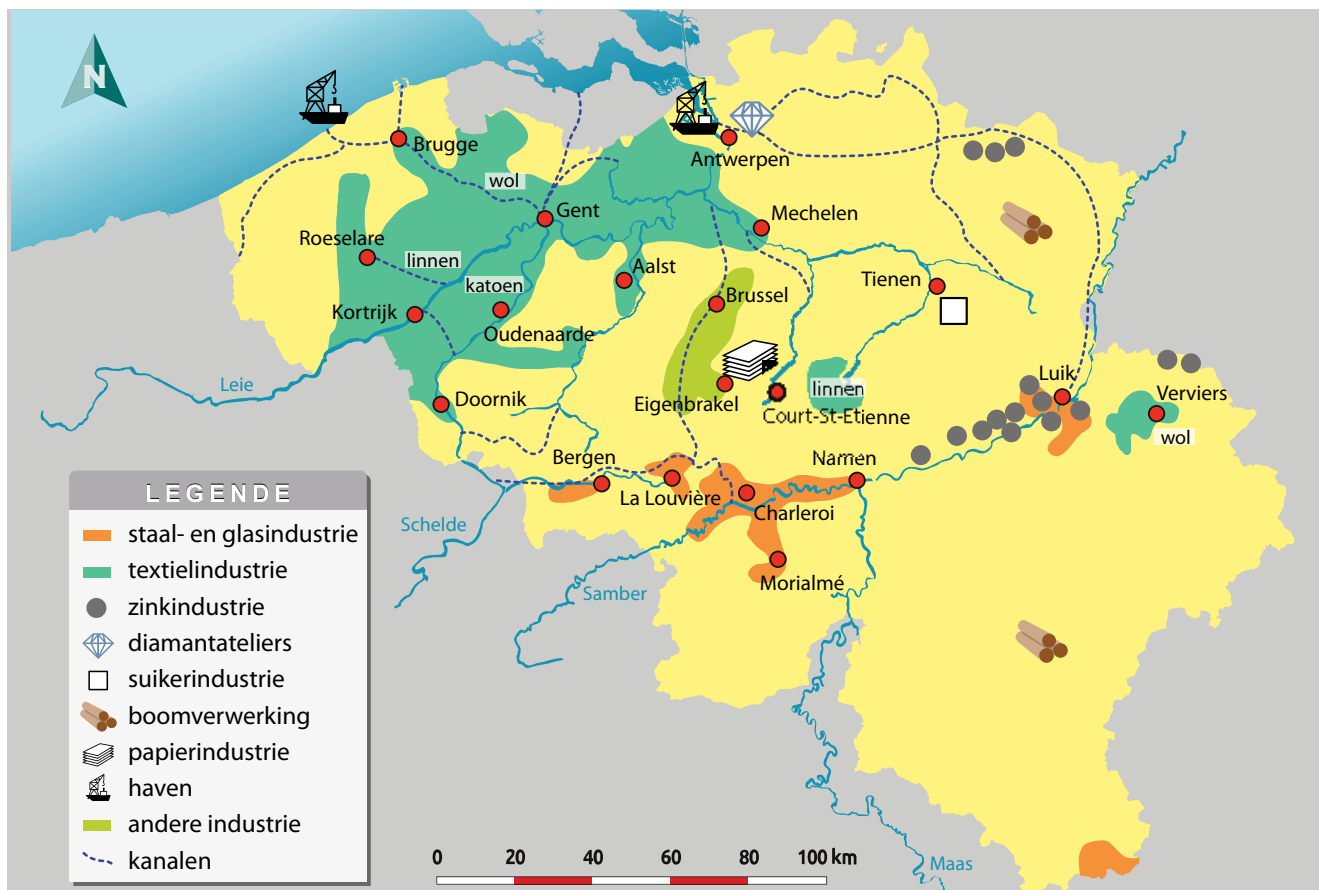 N
Brugge
Antwerpen
wol
Gent
Mechelen
Roeselare
linnen
Aalst
katoen
Tienen
Brussel
Kortrijk
Oudenaarde
Leie
Doornik
Eigenbrakel
linnen
Court-St-Etienne
Luik
Verviers
wol
Bergen
La Louvière
Namen
Charleroi
Schelde
Morialmé
Samber
Maas
LEGENDE
staal- en glasindustrie
textielindustrie
zinkindustrie
diamantateliers
suikerindustrie
boomverwerking
papierindustrie
haven
andere industrie
kanalen
0 20 40 60 80 100 km